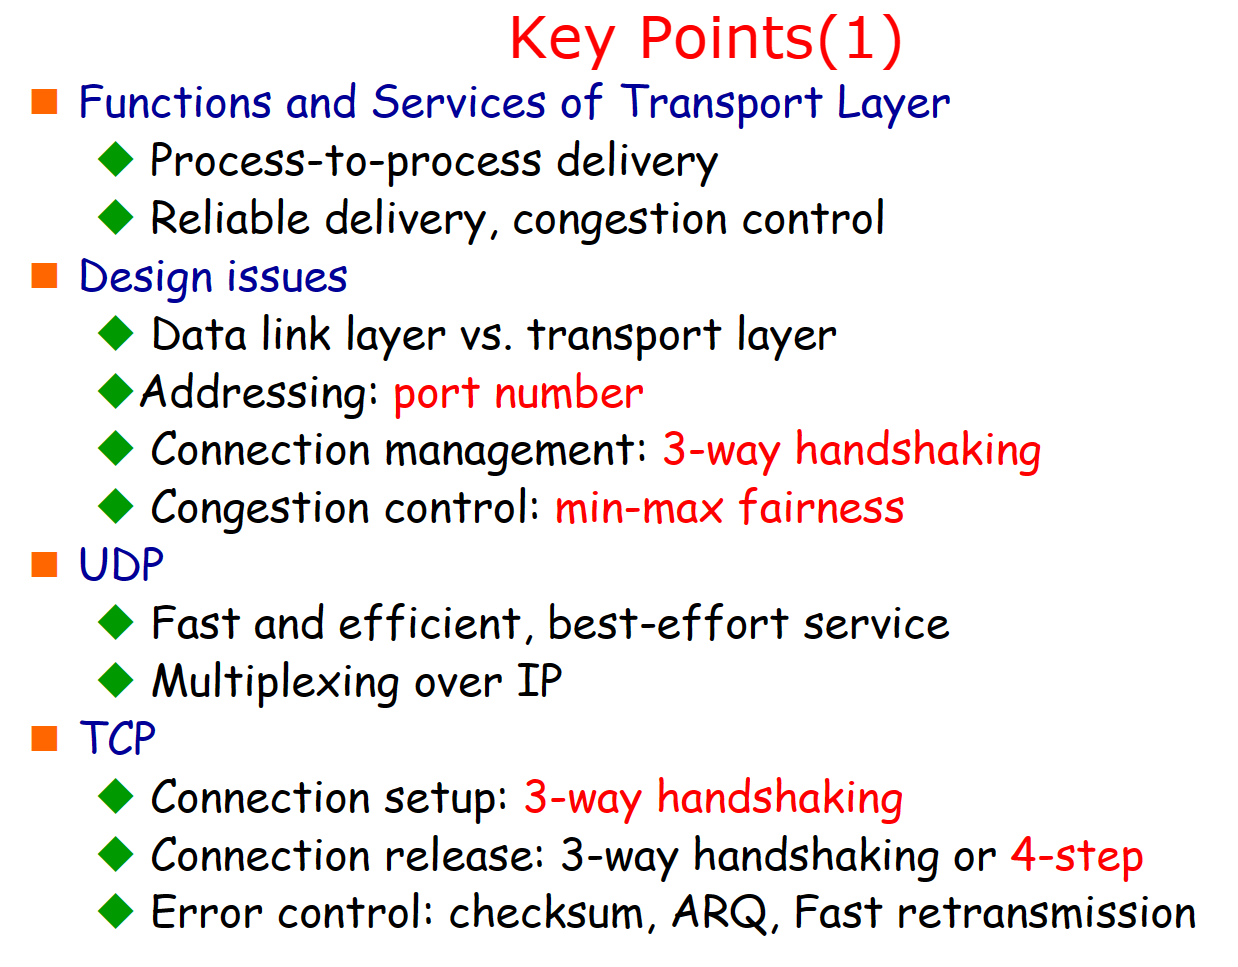 Key Points(1)
Functions and Services of Transport Layer
Process-to-process delivery
Reliable delivery, congestion control
Design issues
Data link layer vs. transport layer
Addressing: port number
Connection management: 3-way handshaking
Congestion control: min-max fairness
UDP
Fast and efficient, best-effort service
Multiplexing over IP
TCP
Connection setup: 3-way handshaking
Connection release: 3-way handshaking or 4-step
Error control: checksum, ARQ, Fast retransmission